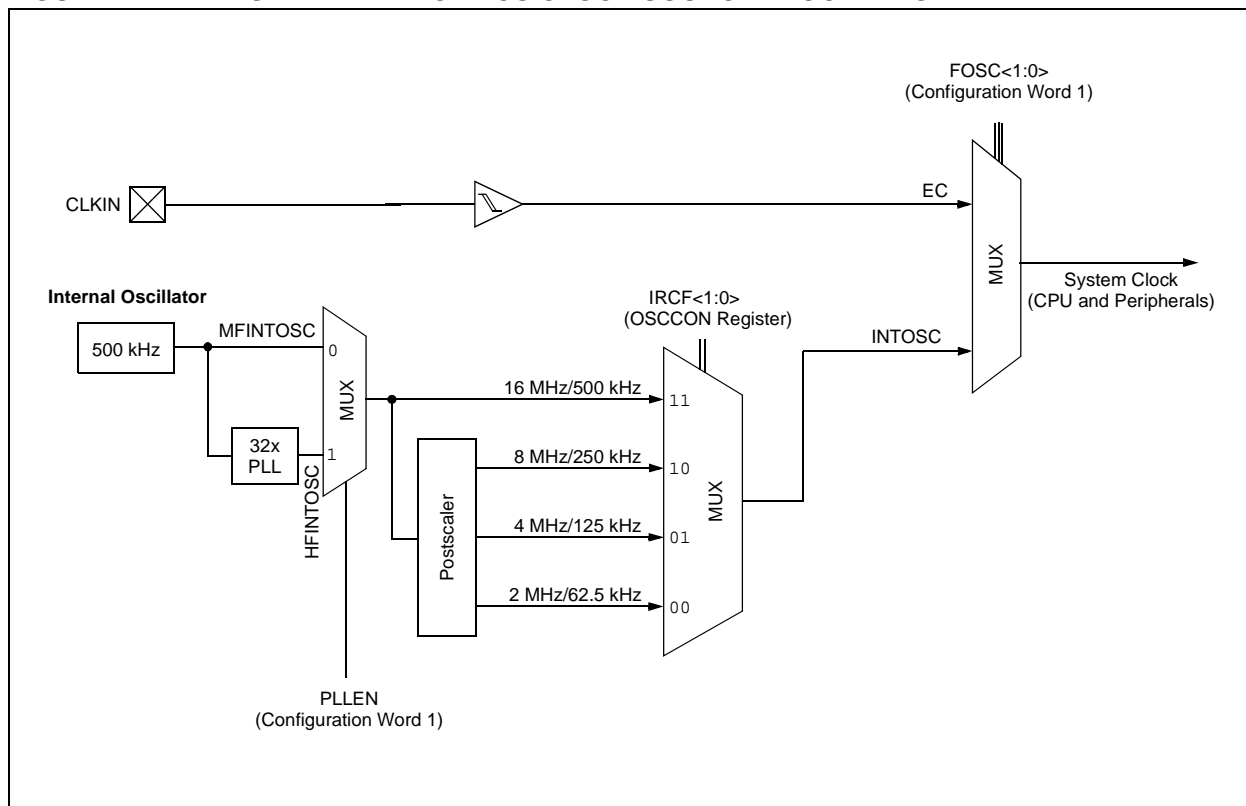 FOSC<1:0>
(Configuration Word 1)
CLKIN
EC
MUX
System Clock
(CPU and Peripherals)
Internal Oscillator
IRCF<1:0>
(OSCCON Register)
MFINTOSC
INTOSC
500 kHz
0
MUX
16 MHz/500 kHz
11
32x
PLL
1
HFINTOSC
Postscaler
8 MHz/250 kHz
10
MUX
4 MHz/125 kHz
01
2 MHz/62.5 kHz
00
PLLEN
(Configuration Word 1)